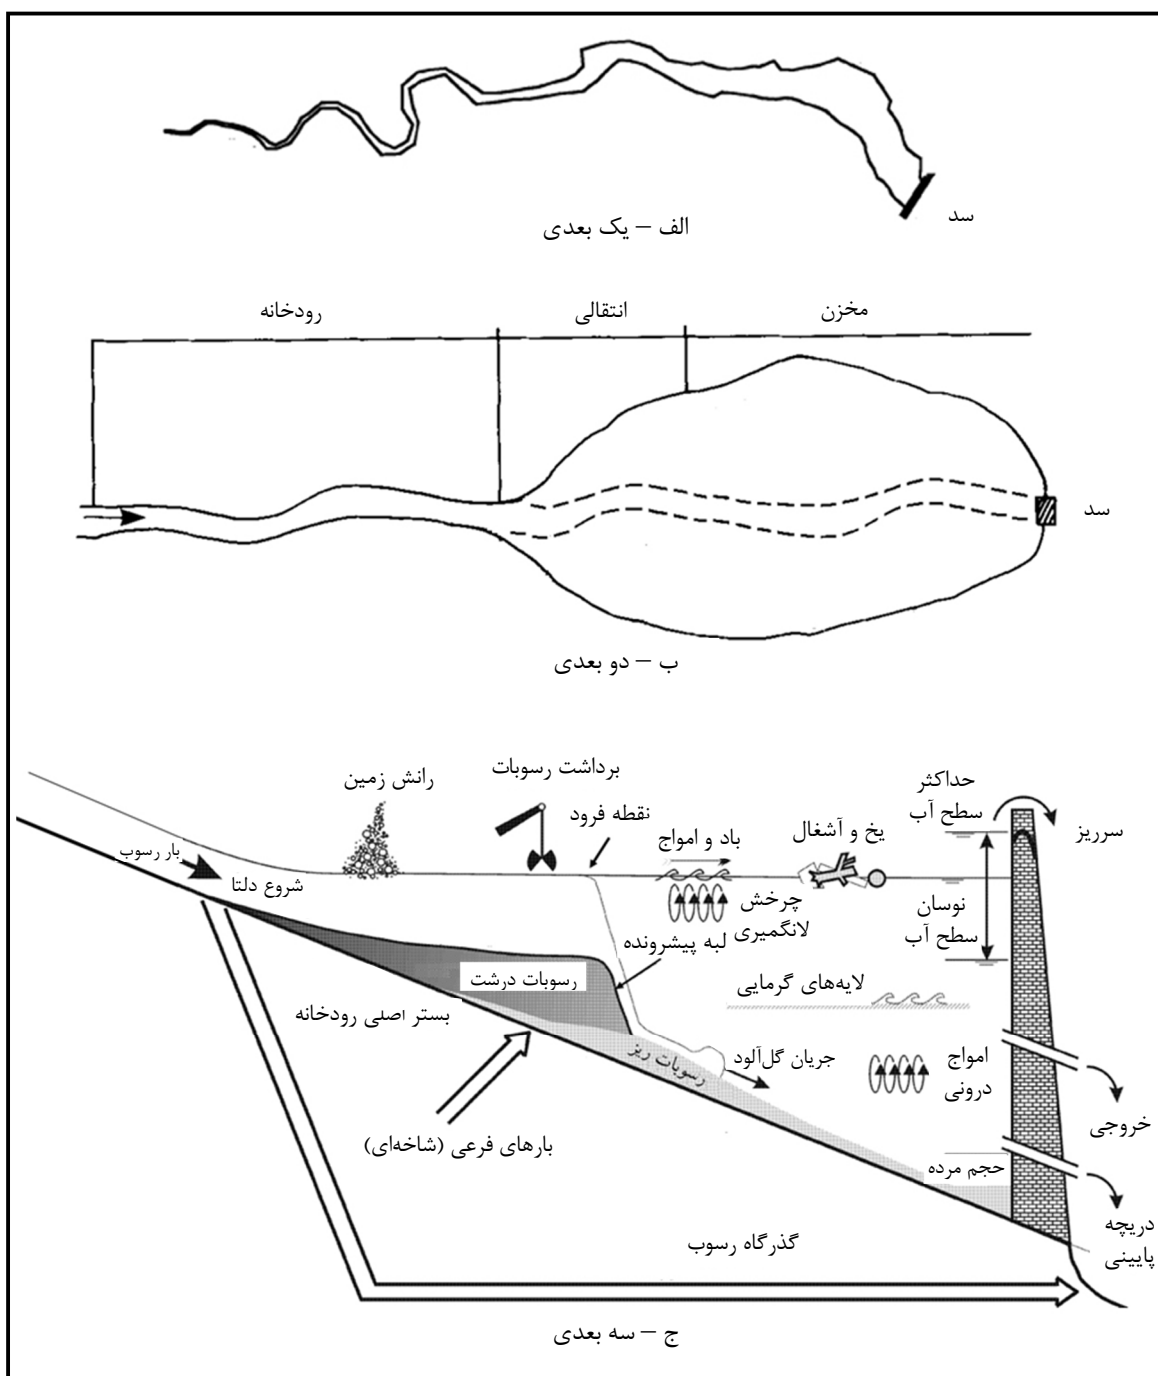 سد
الف – یک بعدی
رودخانه
انتقالی
مخزن
سد
ب – دو بعدی
رانش زمین
برداشت رسوبات
نقطه فرود
باد و امواج
یخ و آشغال
حداکثر
سطح آب
سرریز
بار رسوب
شروع دلتا
چرخش
لانگمیری
نوسان
سطح آب
لبه پیشرونده
رسوبات درشت
لایه‌های گرمایی
بستر اصلی رودخانه
رسوبات ریز
جریان گل‌آلود
امواج
درونی
خروجی
بارهای فرعی (شاخه‌ای)
حجم مرده
دریچه
پایینی
گذرگاه رسوب
ج – سه بعدی